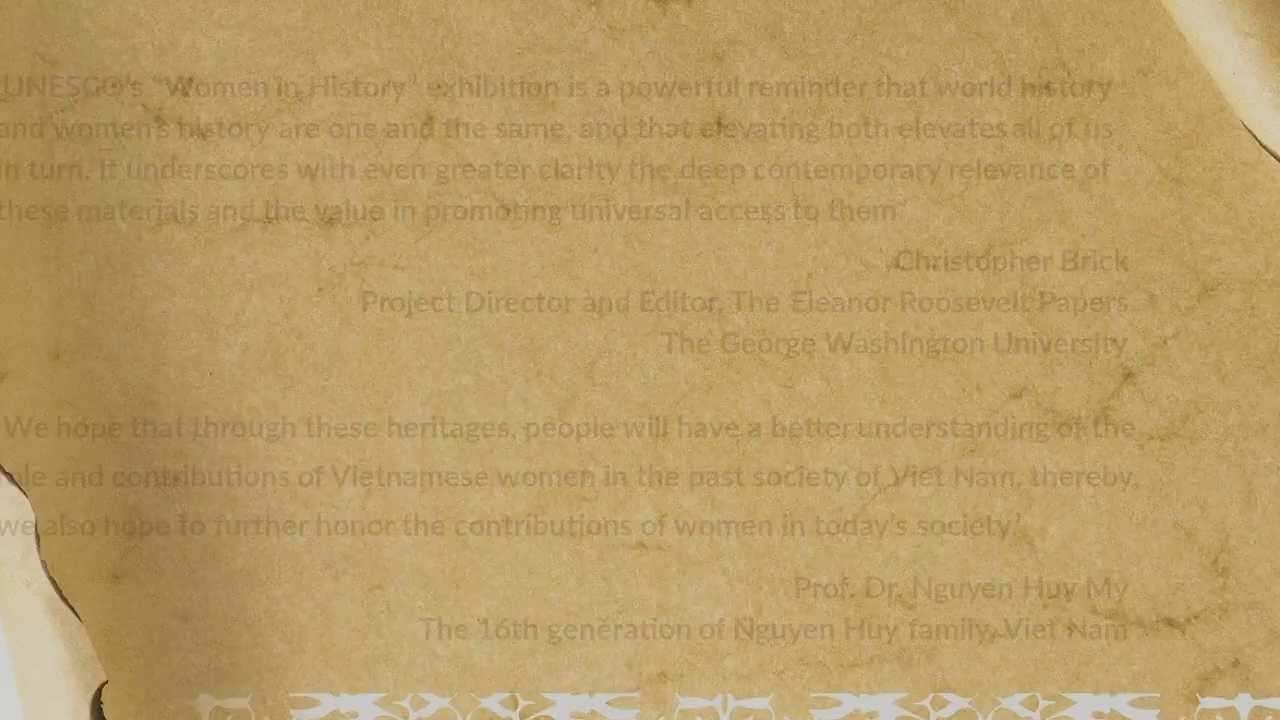 UNESCO's "Women in History" exhibition is a powerful reminder that world history
and women's history are one and the same, and that elevating both elevates all of us
in turn. It underscores with even greater clarity the deep contemporary relevance of
these materials and the value in promoting universal access to them"
Christopher Brick
Project Director and Editor, The Eleanor Roosevelt Papers
The George Washington University
We hope that through these heritages, people will have a better understanding of the
role and contributions of Vietnamese women in the past society of Viet Nam, thereby,
we also hope to further honor the contributions of women in today's society."
Prof. Dr. Nguyen Huy My
The 16th generation of Nguyen Huy family, Viet Nam